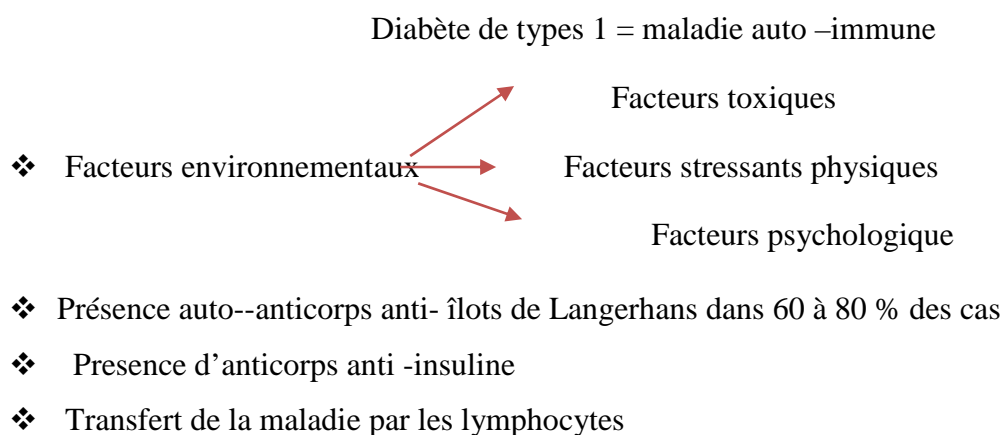 Diabète de types 1 = maladie auto –immune
Facteurs toxiques
❖ Facteurs environnementaux Facteurs stressants physiques
Facteurs psychologique
❖ Présence auto--anticorps anti- îlots de Langerhans dans 60 à 80 % des cas
❖ Presence d’anticorps anti -insuline
❖ Transfert de la maladie par les lymphocytes